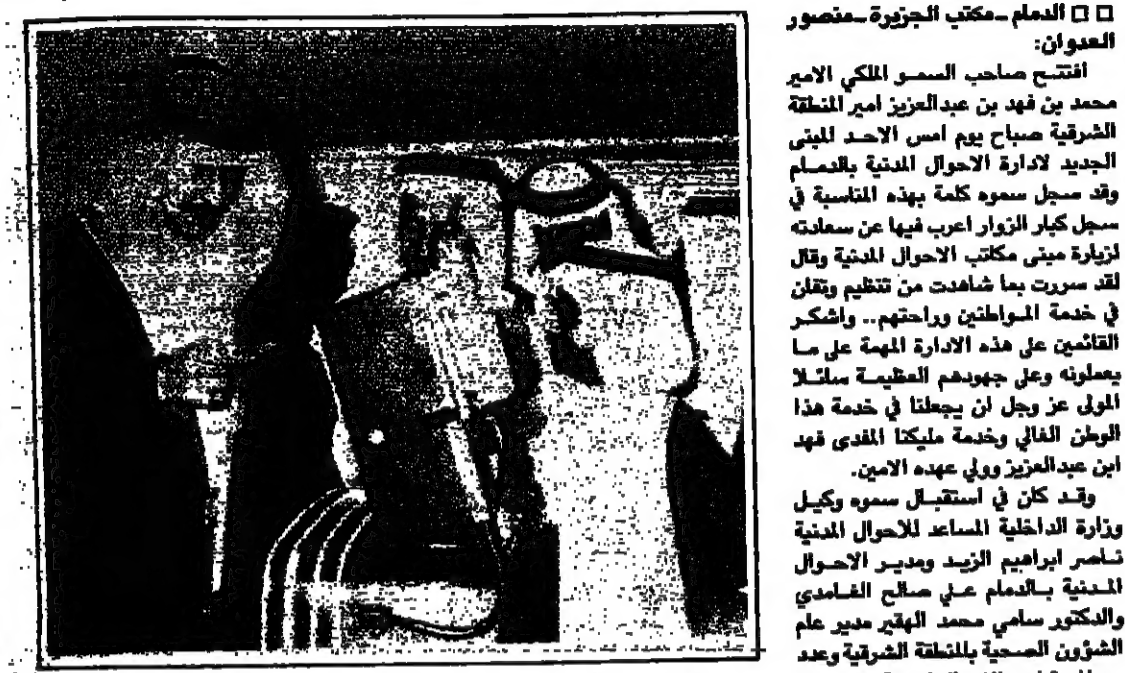 □ □ الدمام ـ مكتب الجزيرة ـ منصور
العدوان:
افتتح صاحب السمو الملكي الامير
محمد بن فهد بن عبدالعزيز امير المنطقة
الشرقية صباح يوم امس الاحد المبنى
الجديد لادارة الاحوال المدنية بالدمام
وقد سجل سموه كلمة بهذه المناسبة في
سجل كبار الزوار اعرب فيها عن سعادته
لزيارة مبنى مكاتب الاحوال المدنية وقال
لقد سررت بما شاهدت من تنظيم وتفان
في خدمة المواطنين وراحتهم.. واشكر
القائمين على هذه الادارة المهمة على ما
يعملونه وعلى جهودهم العظيمة سائلا
المولى عز وجل ان يجعلنا في خدمة هذا
الوطن الغالي وخدمة مليكنا المفدى فهد
ابن عبدالعزيز وولي عهده الامين.
وقد كان في استقبال سموه وكيل
وزارة الداخلية المساعد للاحوال المدنية
ناصر ابراهيم الزيد ومدير الاحوال
المدنية بالدمام علي صالح الغامدي
والدكتور سامي محمد الهقير مدير عام
الشؤون الصحية بالمنطقة الشرقية وعدد